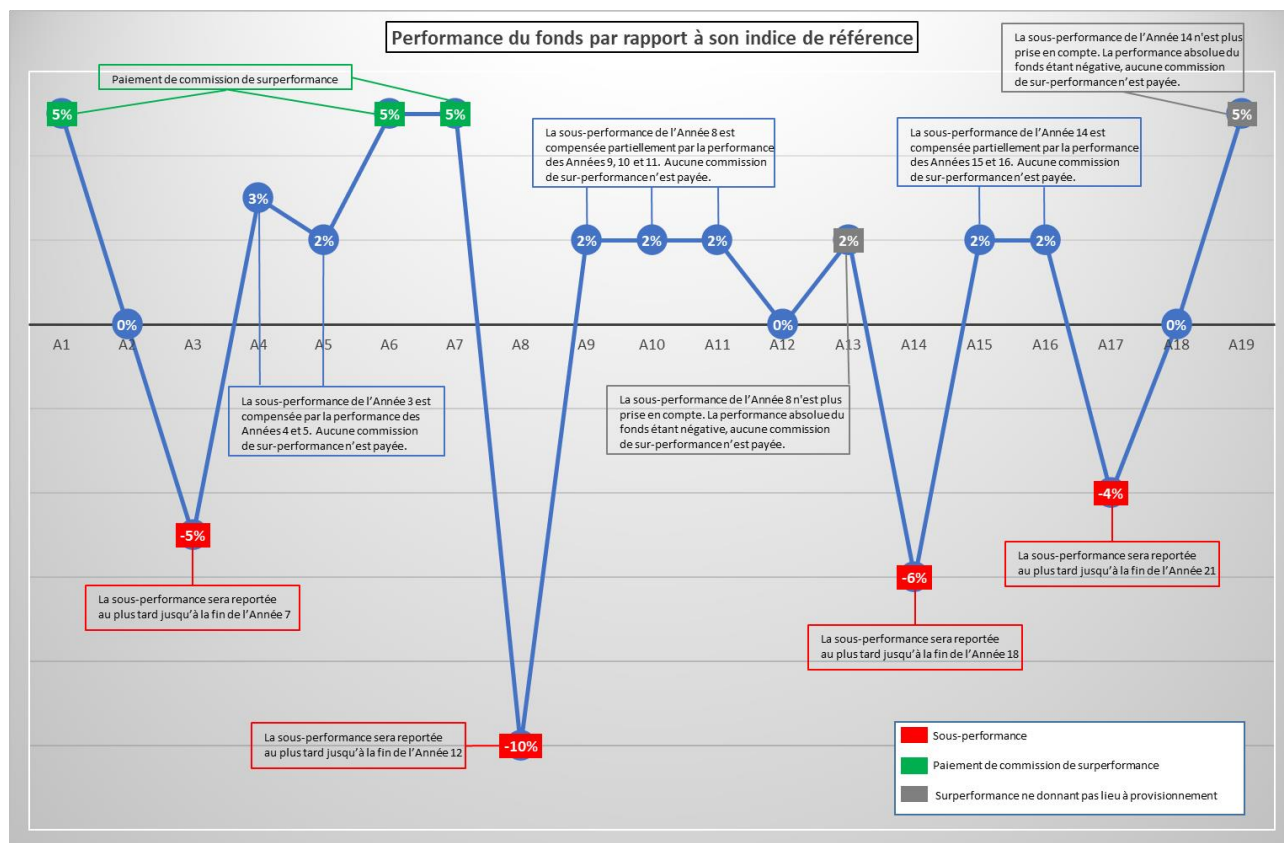 Performance du fonds par rapport à son indice de référence
La sous-performance de l'Année 14 n'est plus
prise en compte. La performance absolue du
fonds étant négative, aucune commission
de sur-performance n'est payée.
Paiement de commission de surperformance
5%
5%
5%
5%
La sous-performance de l'Année 8 est
compensée partiellement par la performance
des Années 9, 10 et 11. Aucune commission
de sur-performance n'est payée.
La sous-performance de l'Année 14 est
compensée partiellement par la performance
des Années 15 et 16. Aucune commission
de sur-performance n'est payée.
3%
2%
2%
2%
2%
2%
2%
2%
0%
0%
0%
A1
A2
A3
A4
A5
A6
A7
A8
A9
A10
A11
A12
A13
A14
A15
A16
A17
A18
A19
La sous-performance de l'Année 3 est
compensée par la performance des
Années 4 et 5. Aucune commission
de sur-performance n'est payée.
La sous-performance de l'Année 8 n'est plus
prise en compte. La performance absolue du
fonds étant négative, aucune commission
de sur-performance n'est payée.
-4%
-5%
La sous-performance sera reportée
au plus tard jusqu'à la fin de l'Année 21
-6%
La sous-performance sera reportée
au plus tard jusqu'à la fin de l'Année 7
La sous-performance sera reportée
au plus tard jusqu'à la fin de l'Année 18
La sous-performance sera reportée
au plus tard jusqu'à la fin de l'Année 12
-10%
Sous-performance
Paiement de commission de surperformance
Surperformance ne donnant pas lieu à provisionnement